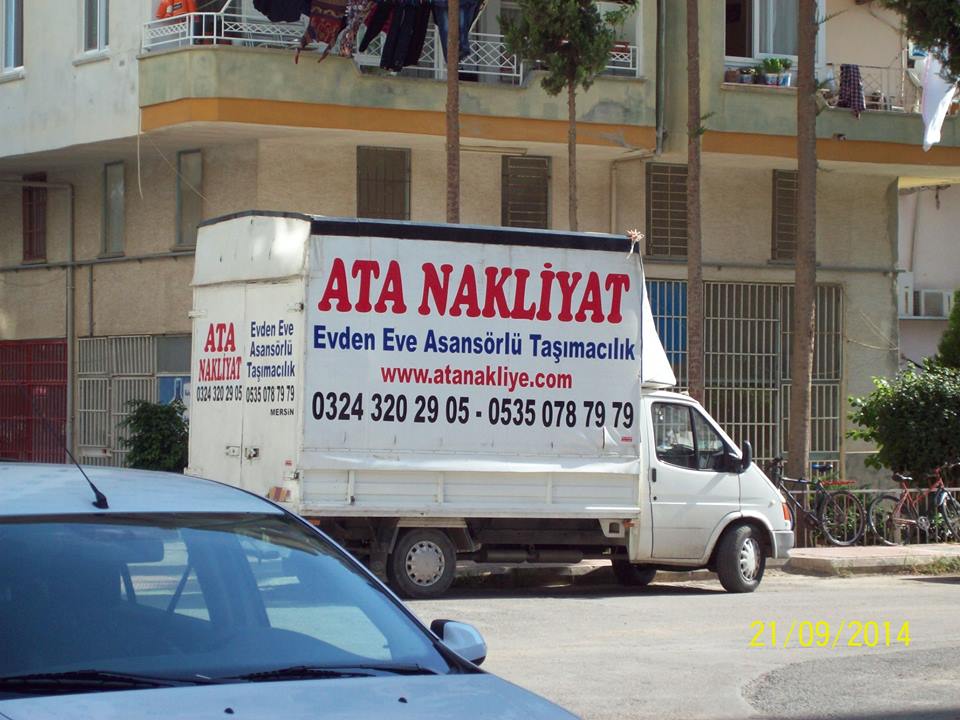 ATA NAKLİYAT
Evden Eve Asansörlü Taşımacılık
www.atanakliye.com
0324 320 29 05 - 0535 078 79 79
ATA
NAKLİYAT
Evden Eve
Asansörlü
Taşımacılık
0324 320 29 05 0535 078 79 79
MERSİN
21/09/2014